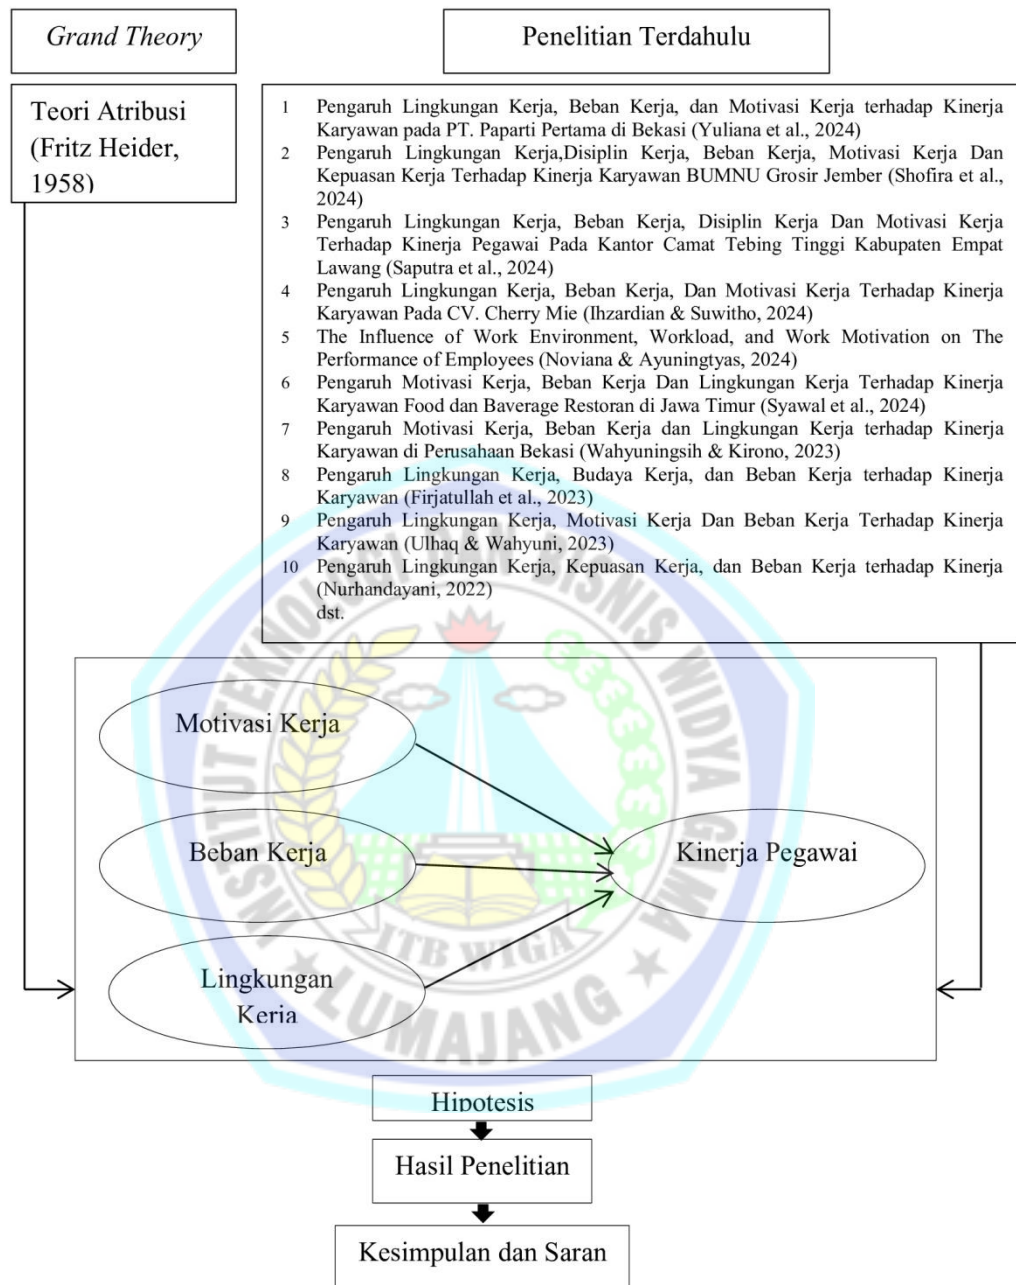 Grand Theory
Penelitian Terdahulu
Teori Atribusi
(Fritz Heider,
1958)
1 Pengaruh Lingkungan Kerja, Beban Kerja, dan Motivasi Kerja terhadap Kinerja
Karyawan pada PT. Paparti Pertama di Bekasi (Yuliana et al., 2024)
2 Pengaruh Lingkungan Kerja,Disiplin Kerja, Beban Kerja, Motivasi Kerja Dan
Kepuasan Kerja Terhadap Kinerja Karyawan BUMNU Grosir Jember (Shofira et al.,
2024)
3 Pengaruh Lingkungan Kerja, Beban Kerja, Disiplin Kerja Dan Motivasi Kerja
Terhadap Kinerja Pegawai Pada Kantor Camat Tebing Tinggi Kabupaten Empat
Lawang (Saputra et al., 2024)
4 Pengaruh Lingkungan Kerja, Beban Kerja, Dan Motivasi Kerja Terhadap Kinerja
Karyawan Pada CV. Cherry Mie (Ihzardian & Suwitho, 2024)
5 The Influence of Work Environment, Workload, and Work Motivation on The
Performance of Employees (Noviana & Ayuningtyas, 2024)
6 Pengaruh Motivasi Kerja, Beban Kerja Dan Lingkungan Kerja Terhadap Kinerja
Karyawan Food dan Baverage Restoran di Jawa Timur (Syawal et al., 2024)
7 Pengaruh Motivasi Kerja, Beban Kerja dan Lingkungan Kerja terhadap Kinerja
Karyawan di Perusahaan Bekasi (Wahyuningsih & Kirono, 2023)
8 Pengaruh Lingkungan Kerja, Budaya Kerja, dan Beban Kerja terhadap Kinerja
Karyawan (Firjatullah et al., 2023)
9 Pengaruh Lingkungan Kerja, Motivasi Kerja Dan Beban Kerja Terhadap Kinerja
Karyawan (Ulhaq & Wahyuni, 2023)
10 Pengaruh Lingkungan Kerja, Kepuasan Kerja, dan Beban Kerja terhadap Kinerja
(Nurhandayani, 2022)
dst.
Motivasi Kerja
Beban Kerja
Kinerja Pegawai
Lingkungan
Kerja
Hipotesis
Hasil Penelitian
Kesimpulan dan Saran
INSTITUT TEKNOLOGI DAN BISNIS WIDYA GAMA
ITB WIGA
★ LUMAJANG ★